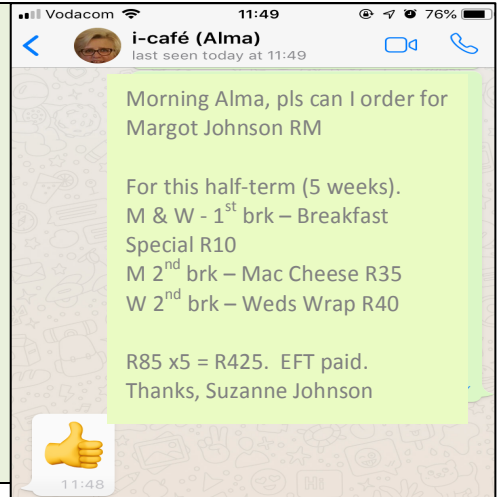 Vodacom 11:49 76%
i-café (Alma)
last seen today at 11:49
Morning Alma, pls can I order for
Margot Johnson RM
For this half-term (5 weeks).
M & W - 1st brk – Breakfast
Special R10
M 2nd brk – Mac Cheese R35
W 2nd brk – Weds Wrap R40
R85 x5 = R425.  EFT paid.
Thanks, Suzanne Johnson
11:48